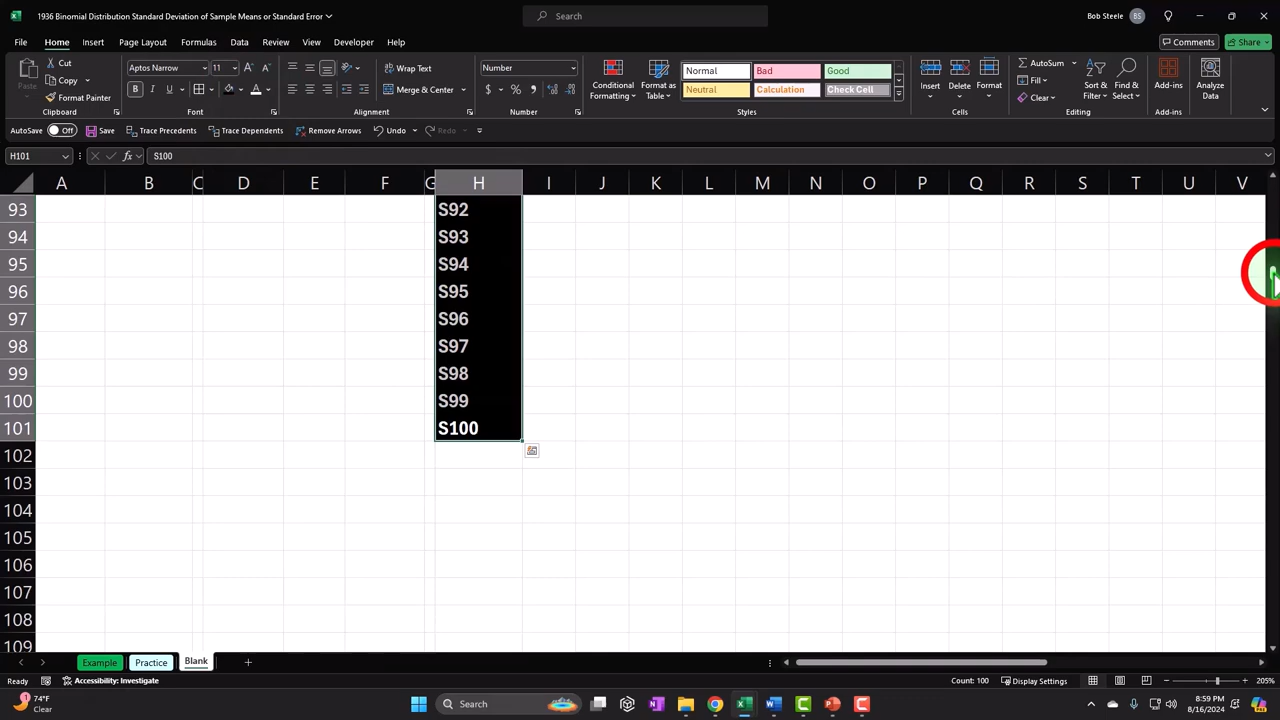 1936 Binomial Distribution Standard Deviation of Sample Means or Standard Error
Search
Bob Steele
BS
File Home Insert Draw Page Layout Formulas Data Review View Developer Help
Comments
Share
Cut
Copy
Format Painter
Clipboard
Aptos Narrow
11
B I U
Font
Wrap Text
Merge & Center
Alignment
Number
$ % 9
Number
Conditional Formatting
Format as Table
Normal Bad Good
Neutral Calculation Check Cell
Styles
Insert Delete Format
Cells
AutoSum
Fill
Clear
Sort & Filter
Find & Select
Editing
Add-ins
Add-ins
Analyze Data
AutoSave Off Save Trace Precedents Trace Dependents Remove Arrows Undo Redo
H101
fx
S100
A B C D E F G H I J K L M N O P Q R S T U V
93 S92
94 S93
95 S94
96 S95
97 S96
98 S97
99 S98
100 S99
101 S100
102
103
104
105
106
107
108
109
Example Practice Blank
Ready Accessibility: Investigate Count: 100 Display Settings 205%
1
74°F
Clear
Search
8:59 PM
8/16/2024